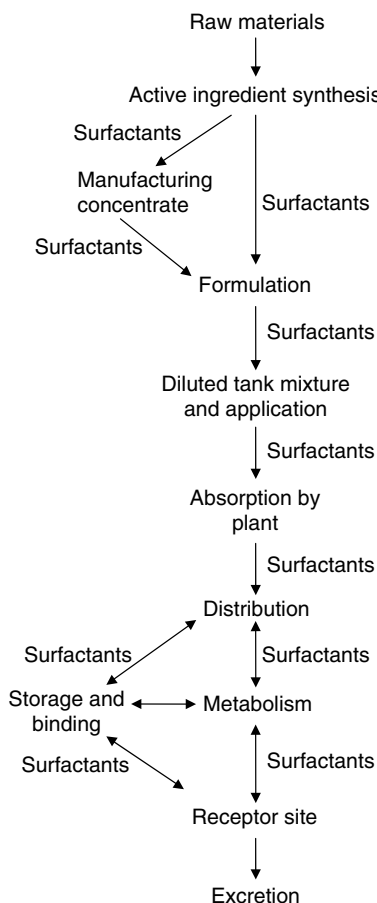 Raw materials
Active ingredient synthesis
Surfactants
Manufacturing
concentrate
Surfactants
Surfactants
Formulation
Surfactants
Diluted tank mixture
and application
Surfactants
Absorption by
plant
Surfactants
Distribution
Surfactants
Surfactants
Storage and
binding
Metabolism
Surfactants
Surfactants
Receptor site
Excretion